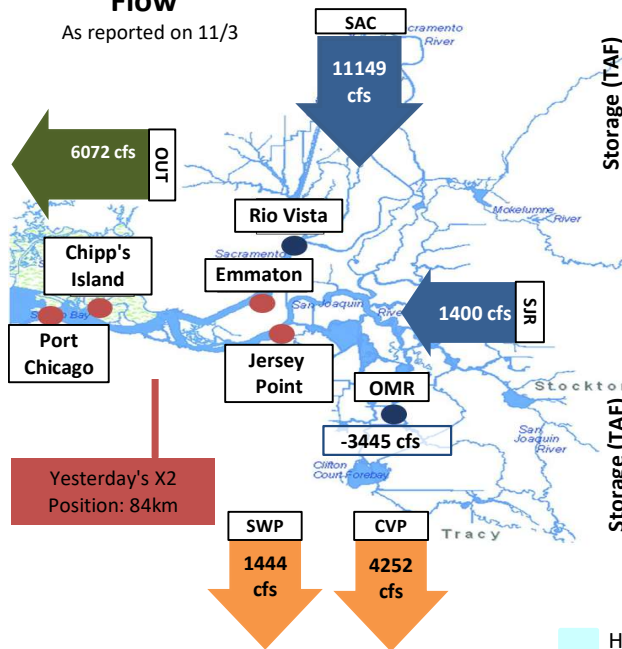 Flow
As reported on 11/3
SAC
Sacramento
River
11149
cfs
Storage (TAF)
6072 cfs
OUT
Mokelumne
River
Rio Vista
Chipp's
Island
Sacramento
Emmaton
San Joaquin
River
1400 cfs
SJR
Port
Chicago
Jersey
Point
OMR
Stockton
-3445 cfs
San
Joaquin
River
Storage (TAF)
Yesterday's X2
Position: 84km
Clifton
Court Forebay
SWP
CVP
Tracy
1444
cfs
4252
cfs
H